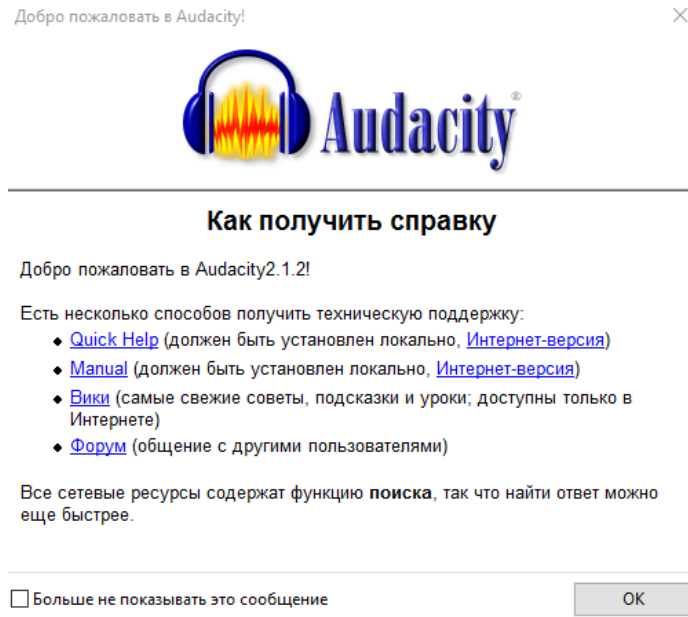 Добро пожаловать в Audacity!
Audacity®
Как получить справку
Добро пожаловать в Audacity2.1.2!
Есть несколько способов получить техническую поддержку:
Quick Help (должен быть установлен локально, Интернет-версия)
Manual (должен быть установлен локально, Интернет-версия)
Вики (самые свежие советы, подсказки и уроки; доступны только в
Интернете)
Форум (общение с другими пользователями)
Все сетевые ресурсы содержат функцию поиска, так что найти ответ можно
еще быстрее.
Больше не показывать это сообщение
OK